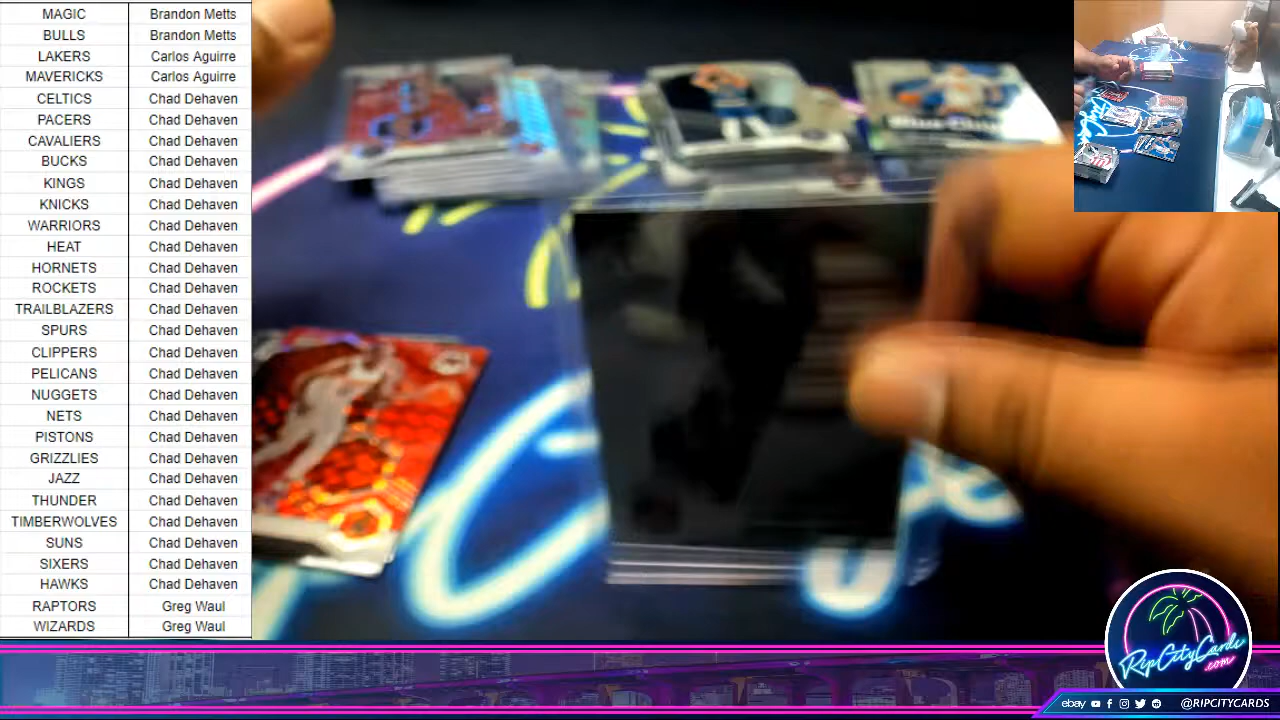 MAGIC Brandon Metts
BULLS Brandon Metts
LAKERS Carlos Aguirre
MAVERICKS Carlos Aguirre
CELTICS Chad Dehaven
PACERS Chad Dehaven
CAVALIERS Chad Dehaven
BUCKS Chad Dehaven
KINGS Chad Dehaven
KNICKS Chad Dehaven
WARRIORS Chad Dehaven
HEAT Chad Dehaven
HORNETS Chad Dehaven
ROCKETS Chad Dehaven
TRAILBLAZERS Chad Dehaven
SPURS Chad Dehaven
CLIPPERS Chad Dehaven
PELICANS Chad Dehaven
NUGGETS Chad Dehaven
NETS Chad Dehaven
PISTONS Chad Dehaven
GRIZZLIES Chad Dehaven
JAZZ Chad Dehaven
THUNDER Chad Dehaven
TIMBERWOLVES Chad Dehaven
SUNS Chad Dehaven
SIXERS Chad Dehaven
HAWKS Chad Dehaven
RAPTORS Greg Waul
WIZARDS Greg Waul
RipCityCards
.com
ebay @RIPCITYCARDS